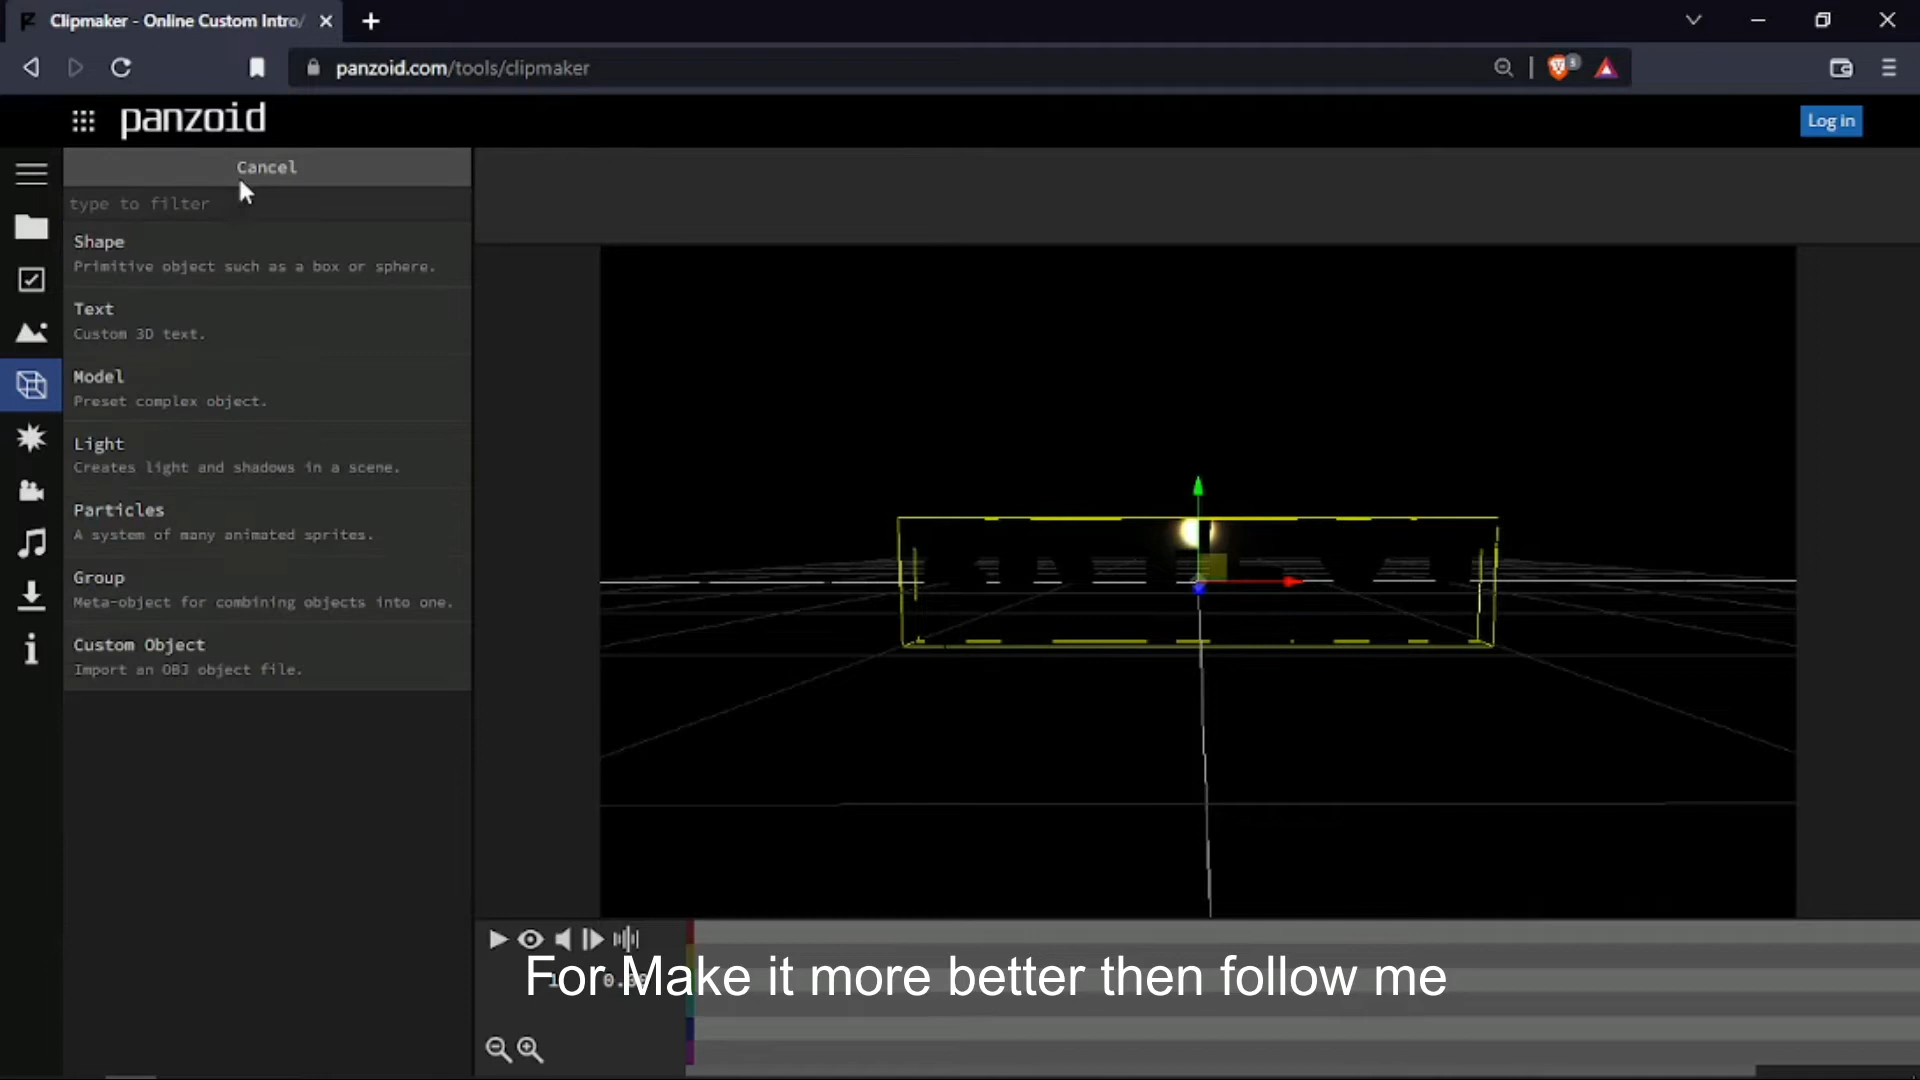 Clipmaker - Online Custom Intro/
panzoid.com/tools/clipmaker
3
panzoid
Log in
Cancel
type to filter
Shape
Primitive object such as a box or sphere.
Text
Custom 3D text.
Model
Preset complex object.
Light
Creates light and shadows in a scene.
Particles
A system of many animated sprites.
Group
Meta-object for combining objects into one.
Custom Object
Import an OBJ object file.
For Make it more better then follow me